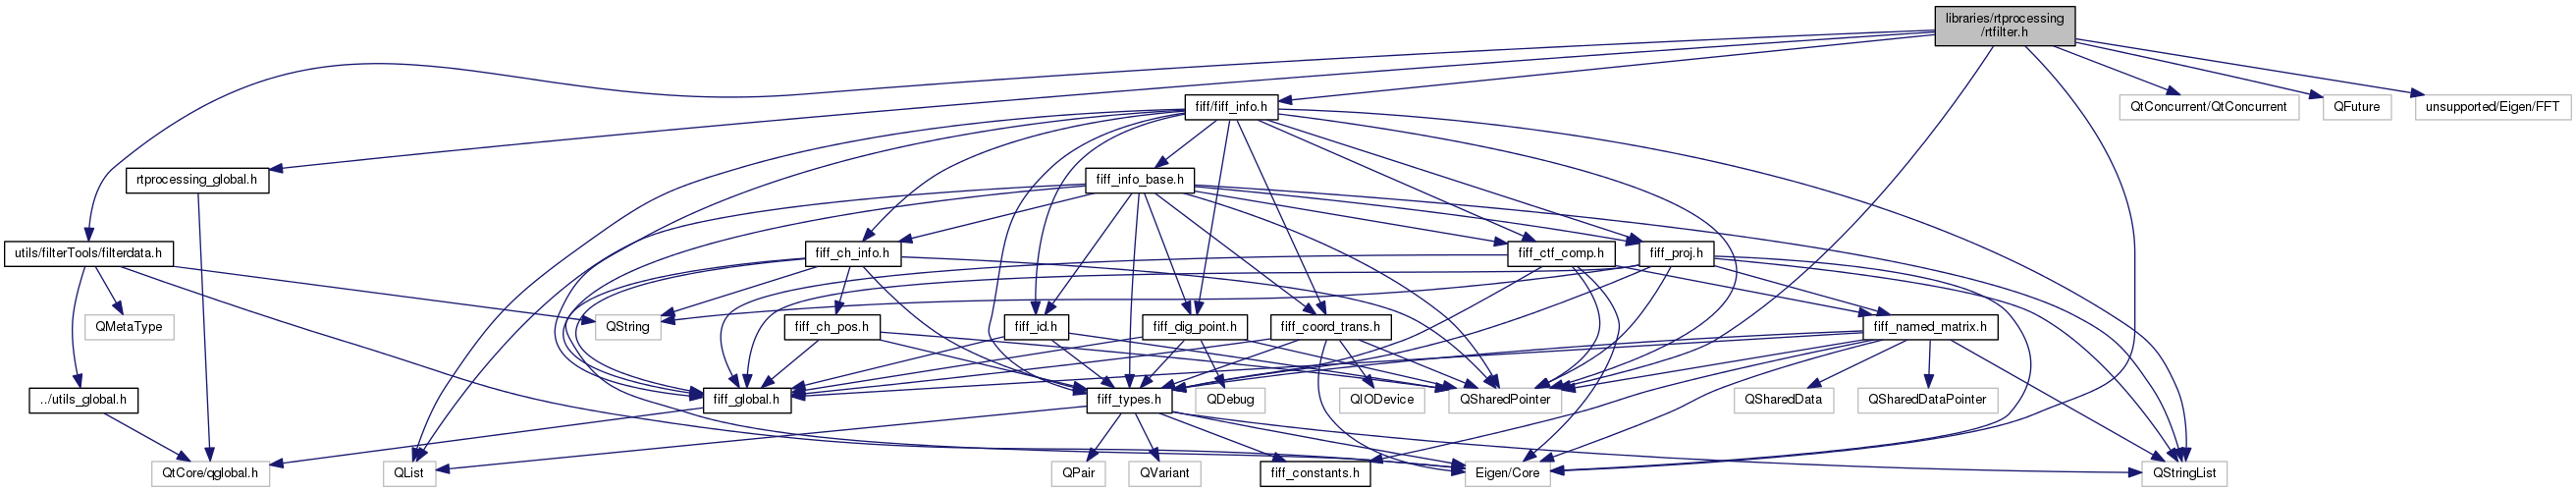 libraries/rtprocessing
/rtfilter.h
fiff/fiff_info.h
QtConcurrent/QtConcurrent
QFuture
unsupported/Eigen/FFT
rtprocessing_global.h
fiff_info_base.h
utils/filterTools/filterdata.h
fiff_ch_info.h
fiff_ctf_comp.h
fiff_proj.h
QMetaType
QString
fiff_ch_pos.h
fiff_id.h
fiff_dig_point.h
fiff_coord_trans.h
fiff_named_matrix.h
../utils_global.h
fiff_global.h
fiff_types.h
QDebug
QIODevice
QSharedPointer
QSharedData
QSharedDataPointer
QtCore/qglobal.h
QList
QPair
QVariant
fiff_constants.h
Eigen/Core
QStringList